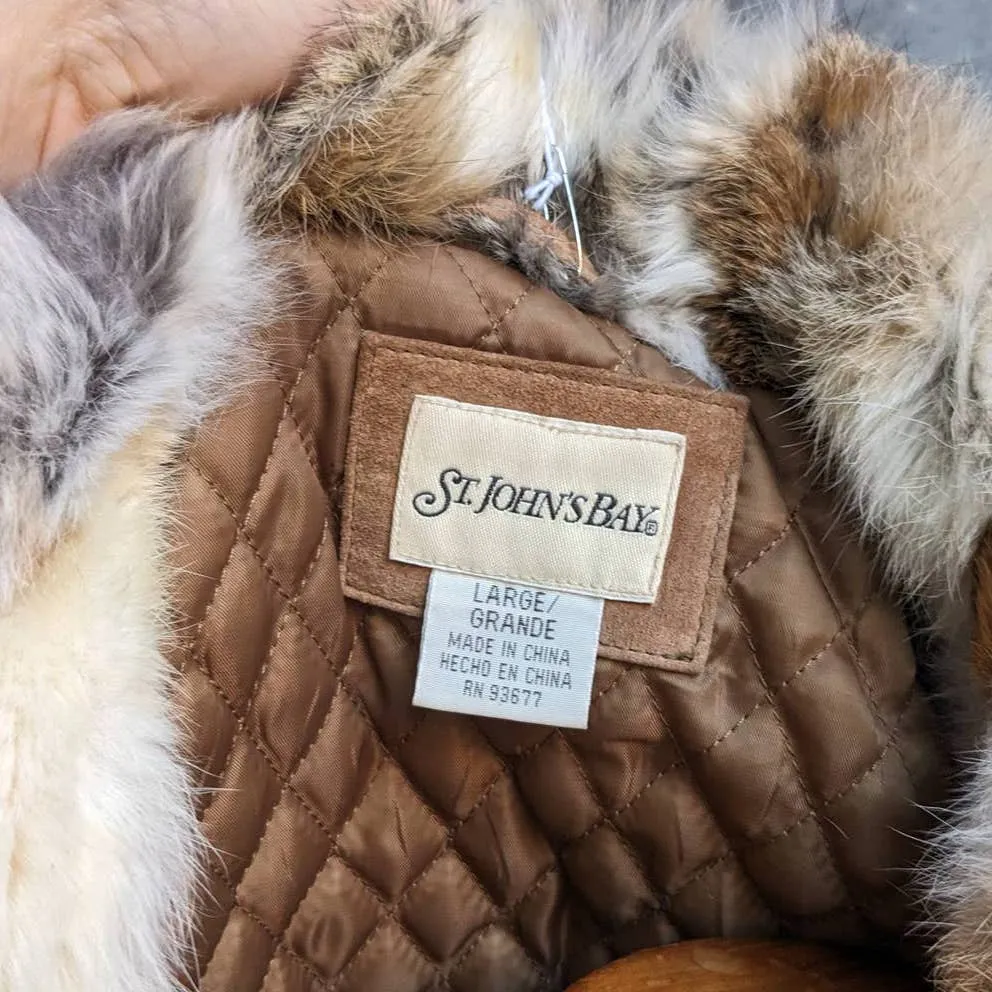 ST. JOHN'S BAY®
LARGE/
GRANDE
MADE IN CHINA
HECHO EN CHINA
RN 93677